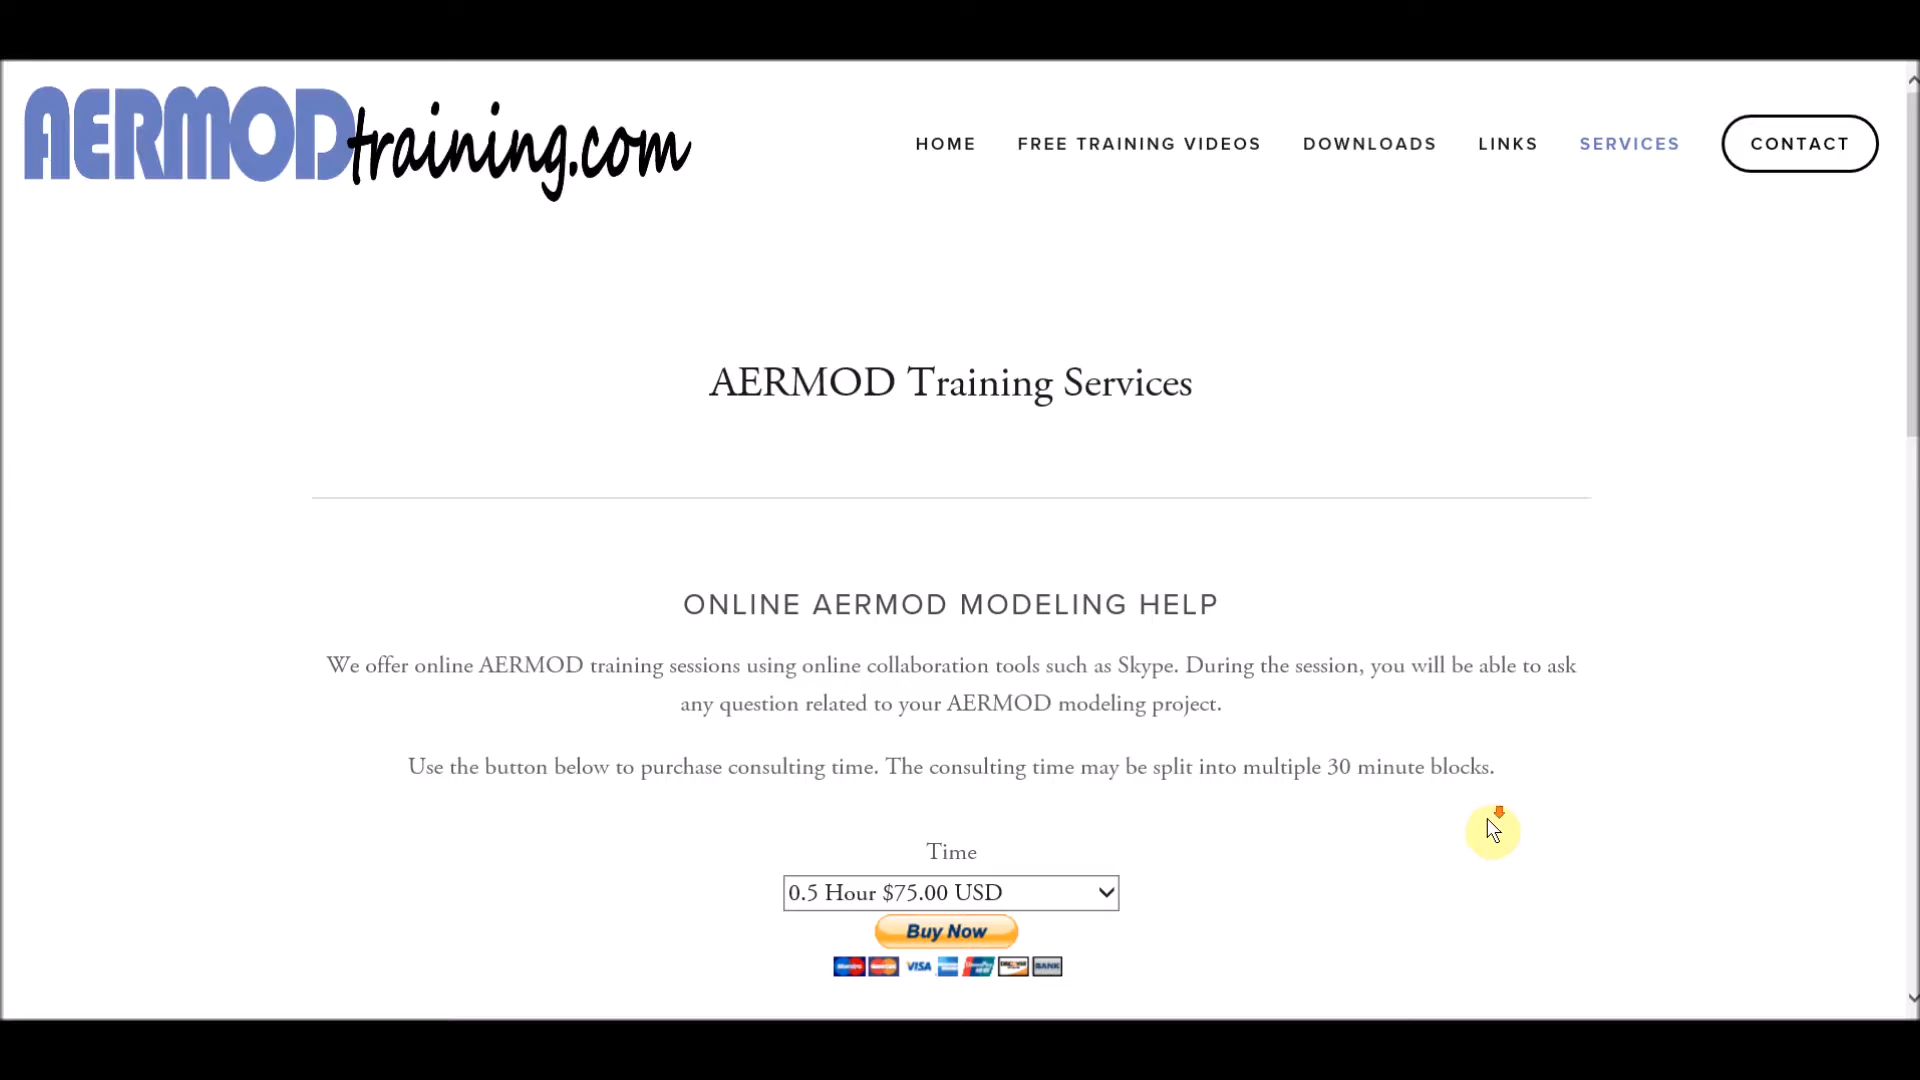 AERMODtraining.com
HOME
FREE TRAINING VIDEOS
DOWNLOADS
LINKS
SERVICES
CONTACT
AERMOD Training Services
ONLINE AERMOD MODELING HELP
We offer online AERMOD training sessions using online collaboration tools such as Skype. During the session, you will be able to ask
any question related to your AERMOD modeling project.
Use the button below to purchase consulting time. The consulting time may be split into multiple 30 minute blocks.
Time
0.5 Hour $75.00 USD
Buy Now
VISA
BANK